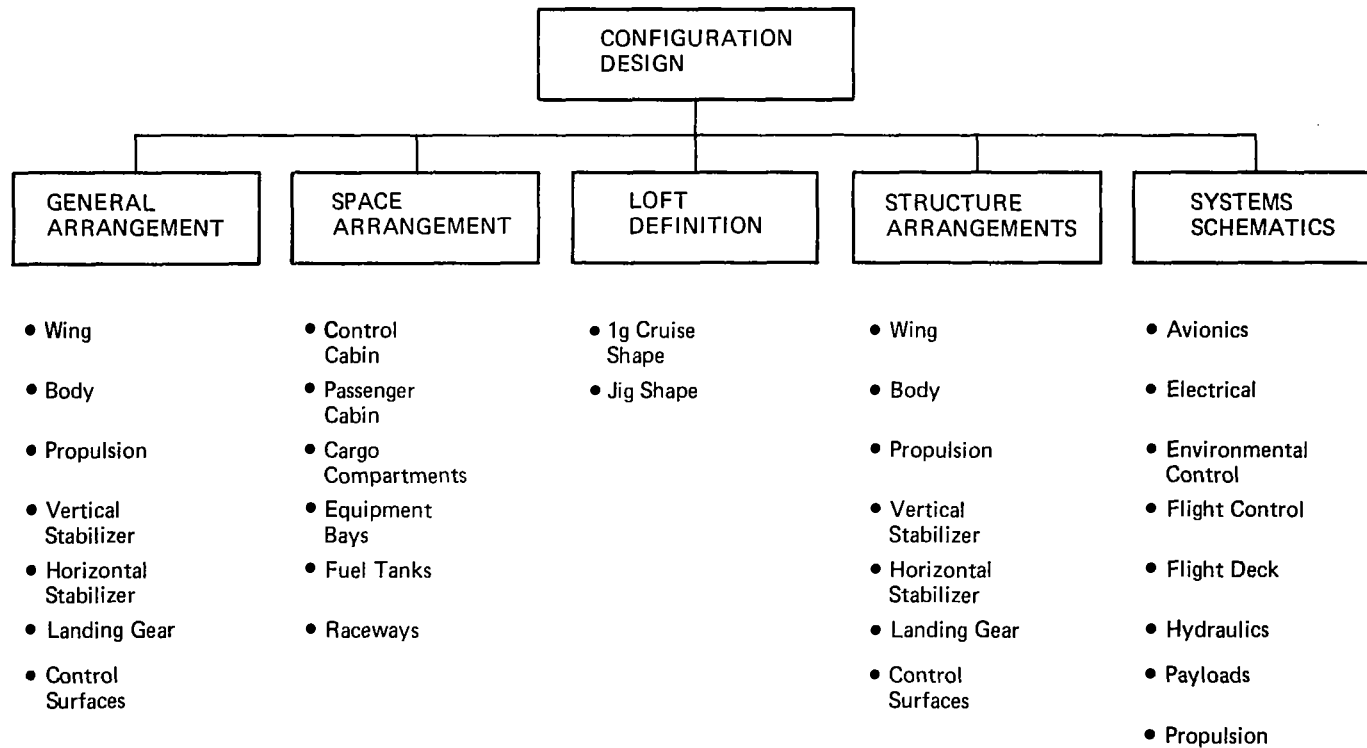 CONFIGURATION
DESIGN
GENERAL
ARRANGEMENT
SPACE
ARRANGEMENT
LOFT
DEFINITION
STRUCTURE
ARRANGEMENTS
SYSTEMS
SCHEMATICS
• Wing
• Body
• Propulsion
• Vertical
Stabilizer
• Horizontal
Stabilizer
• Landing Gear
• Control
Surfaces
• Control
Cabin
• Passenger
Cabin
• Cargo
Compartments
• Equipment
Bays
• Fuel Tanks
• Raceways
• 1g Cruise
Shape
• Jig Shape
• Wing
• Body
• Propulsion
• Vertical
Stabilizer
• Horizontal
Stabilizer
• Landing Gear
• Control
Surfaces
• Avionics
• Electrical
• Environmental
Control
• Flight Control
• Flight Deck
• Hydraulics
• Payloads
• Propulsion